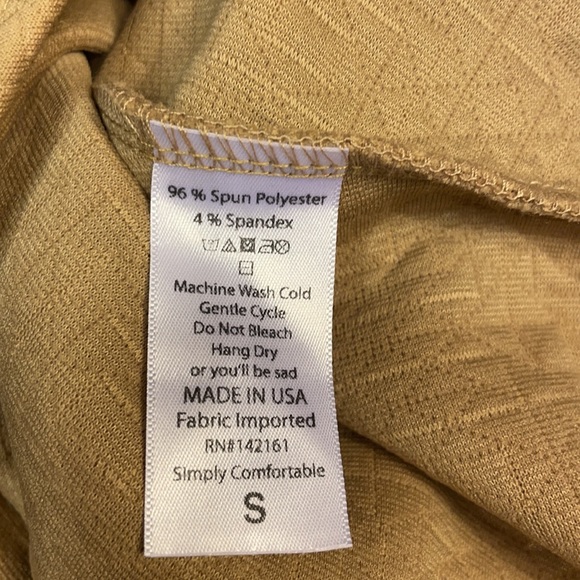 96 % Spun Polyester
4 % Spandex
Machine Wash Cold
Gentle Cycle
Do Not Bleach
Hang Dry
or you'll be sad
MADE IN USA
Fabric Imported
RN#142161
Simply Comfortable
S